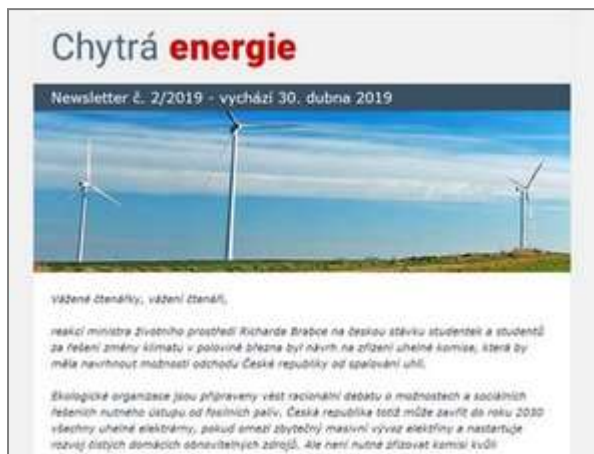 Chytrá energie
Newsletter č. 2/2019 - vychází 30. dubna 2019
Vážené čtenářky, vážení čtenáři,
reakcí ministra životního prostředí Richarda Brabce na českou stávku studentek a studentů
za řešení změny klimatu v polovině března byl návrh na zřízení uhelné komise, která by
měla navrhnout možnosti odchodu České republiky od spalování uhlí.
Ekologické organizace jsou připraveny vést racionální debatu o možnostech a sociálních
řešeních nutného ústupu od fosilních paliv. Česká republika totiž může zavřít do roku 2030
všechny uhelné elektrárny, pokud omezí zbytečný masivní vývoz elektřiny a nastartuje
rozvoj čistých domácích obnovitelných zdrojů. Ale není nutné zřizovat komisi kvůli